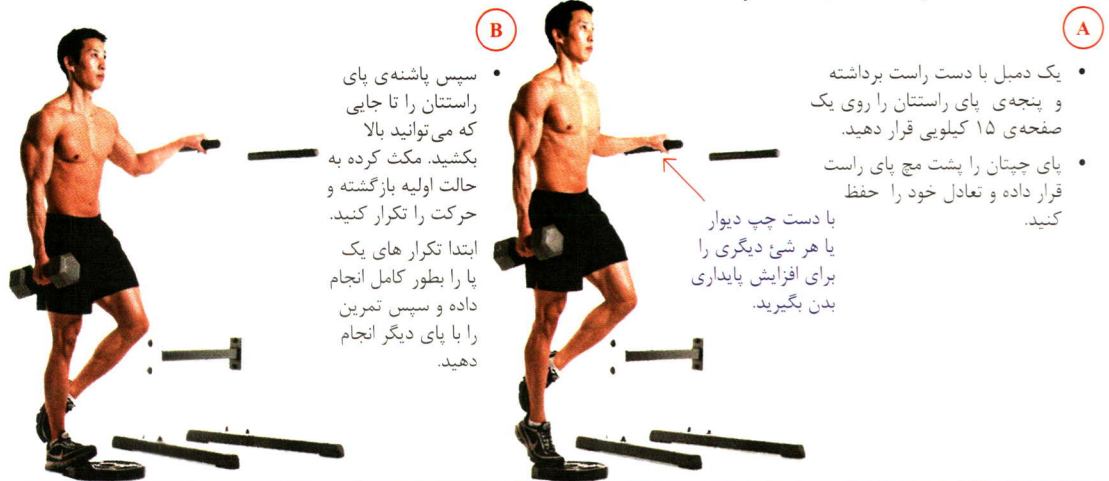 A
• یک دمبل با دست راست برداشته
و پنجه‌ی پای راستتان را روی یک
صفحه‌ی ۱۵ کیلویی قرار دهید.
• پای چپتان را پشت مچ پای راست
قرار داده و تعادل خود را حفظ
کنید.
با دست چپ دیوار
یا هر شئ دیگری را
برای افزایش پایداری
بدن بگیرید.
B
• سپس پاشنه‌ی پای
راستتان را تا جایی
که می‌توانید بالا
بکشید. مکث کرده به
حالت اولیه بازگشته و
حرکت را تکرار کنید.
ابتدا تکرار های یک
پا را بطور کامل انجام
داده و سپس تمرین
را با پای دیگر انجام
دهید.